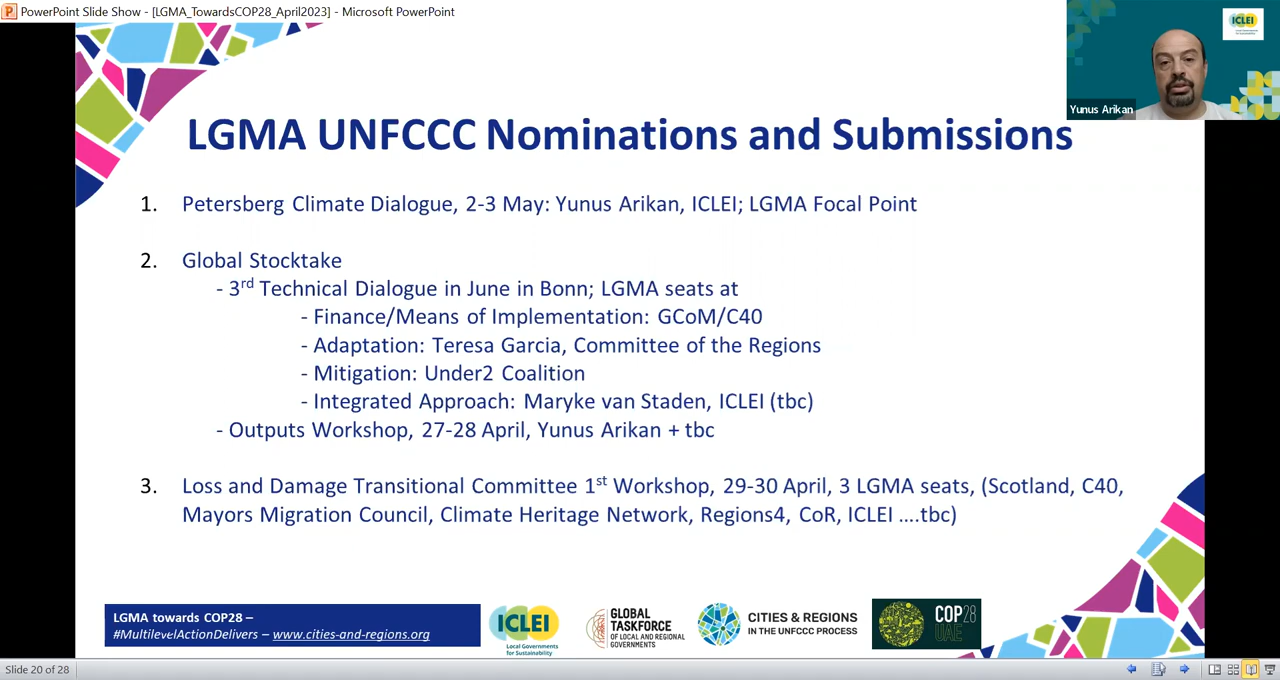 PowerPoint Slide Show - [LGMA_TowardsCOP28_April2023] - Microsoft PowerPoint
ICLEI
Local Governments
for Sustainability
Yunus Arikan
LGMA UNFCCC Nominations and Submissions
1. Petersberg Climate Dialogue, 2-3 May: Yunus Arikan, ICLEI; LGMA Focal Point
2. Global Stocktake
- 3rd Technical Dialogue in June in Bonn; LGMA seats at
- Finance/Means of Implementation: GCoM/C40
- Adaptation: Teresa Garcia, Committee of the Regions
- Mitigation: Under2 Coalition
- Integrated Approach: Maryke van Staden, ICLEI (tbc)
- Outputs Workshop, 27-28 April, Yunus Arikan + tbc
3. Loss and Damage Transitional Committee 1st Workshop, 29-30 April, 3 LGMA seats, (Scotland, C40,
Mayors Migration Council, Climate Heritage Network, Regions4, CoR, ICLEI ….tbc)
LGMA towards COP28 –
#MultilevelActionDelivers – www.cities-and-regions.org
ICLEI
Local Governments
for Sustainability
GLOBAL
TASKFORCE
OF LOCAL AND REGIONAL
GOVERNMENTS
CITIES & REGIONS
IN THE UNFCCC PROCESS
COP28
UAE
Slide 20 of 28